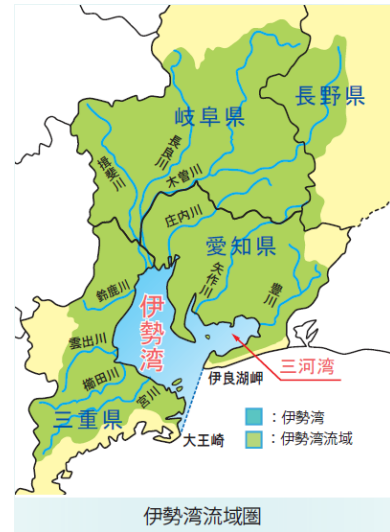 岐阜県
長野県
揖斐川
長良川
木曽川
庄内川
愛知県
矢作川
豊川
鈴鹿川
伊勢湾
雲出川
櫛田川
宮川
三重県
三河湾
伊良湖岬
大王崎
：伊勢湾
：伊勢湾流域
伊勢湾流域圏